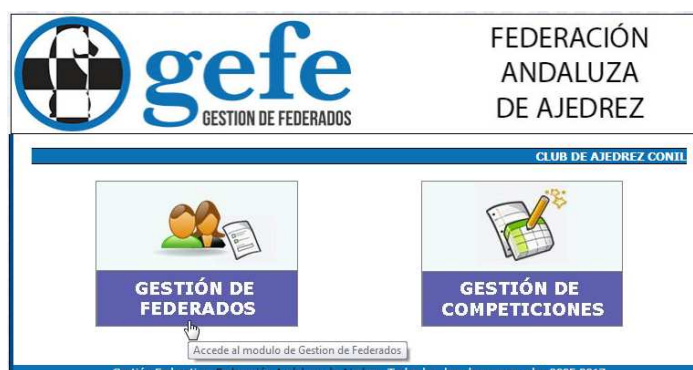 gefe
GESTION DE FEDERADOS
FEDERACIÓN
ANDALUZA
DE AJEDREZ
CLUB DE AJEDREZ CONIL
GESTIÓN DE
FEDERADOS
GESTIÓN DE
COMPETICIONES
Accede al modulo de Gestion de Federados